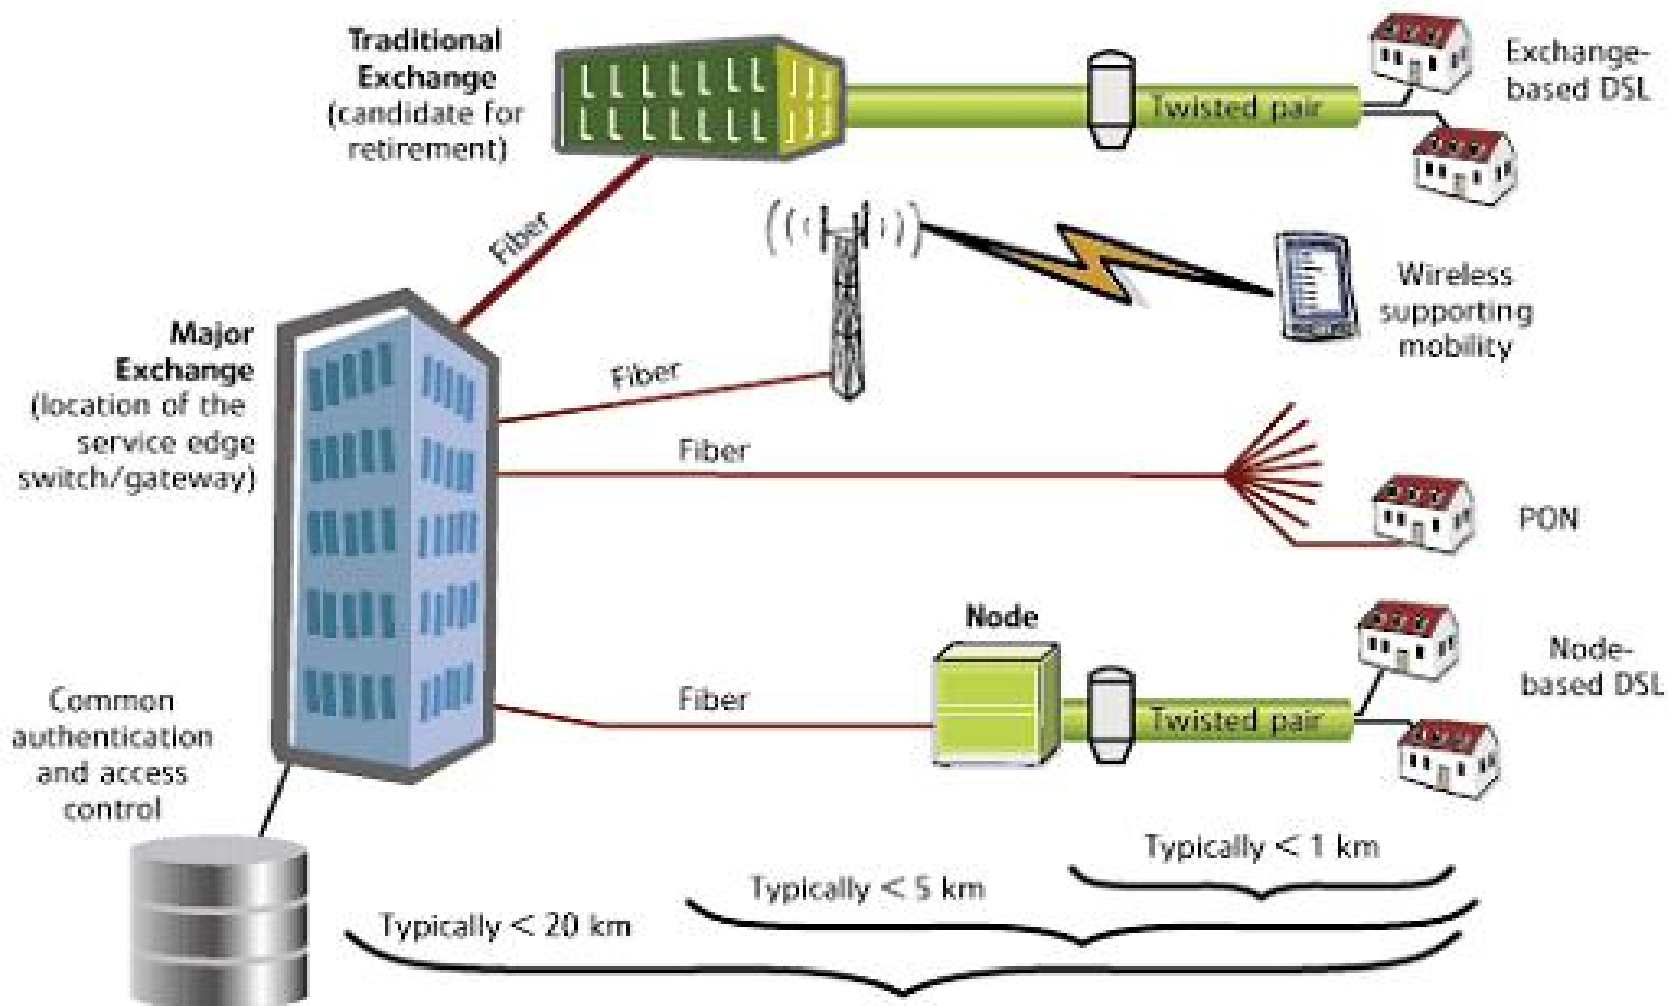 Traditional
Exchange
(candidate for
retirement)
Twisted pair
Exchange-
based DSL
Fiber
Wireless
supporting
mobility
Major
Exchange
(location of the
service edge
switch/gateway)
Fiber
Fiber
PON
Node
Fiber
Twisted pair
Node-
based DSL
Common
authentication
and access
control
Typically < 1 km
Typically < 5 km
Typically < 20 km